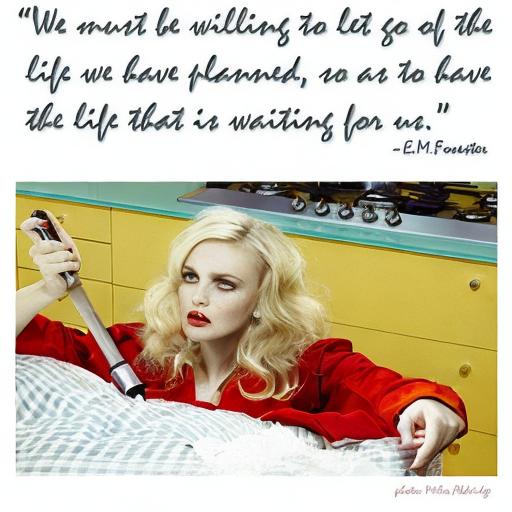 “We must be willing to let go of the
life we have planned, so as to have
the life that is waiting for us.”
-E.M. Forster
photo: